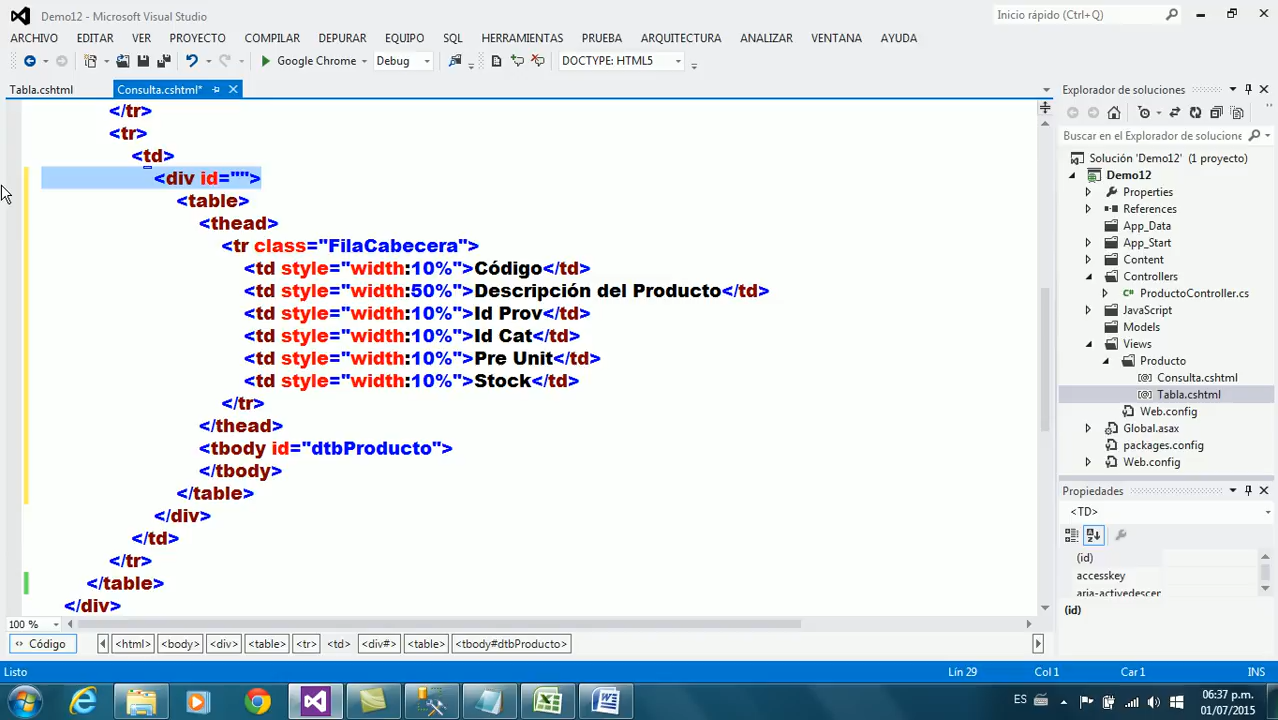 Demo12 - Microsoft Visual Studio
Inicio rápido (Ctrl+Q)
ARCHIVO EDITAR VER PROYECTO COMPILAR DEPURAR EQUIPO SQL HERRAMIENTAS PRUEBA ARQUITECTURA ANALIZAR VENTANA AYUDA
Google Chrome Debug DOCTYPE: HTML5
Tabla.cshtml Consulta.cshtml*
</tr>
<tr>
<td>
<div id="">
<table>
<thead>
<tr class="FilaCabecera">
<td style="width:10%">Código</td>
<td style="width:50%">Descripción del Producto</td>
<td style="width:10%">Id Prov</td>
<td style="width:10%">Id Cat</td>
<td style="width:10%">Pre Unit</td>
<td style="width:10%">Stock</td>
</tr>
</thead>
<tbody id="dtbProducto">
</tbody>
</table>
</div>
</td>
</tr>
</table>
</div>
100 %
Código <html> <body> <div> <table> <tr> <td> <div#> <table> <tbody#dtbProducto>
Explorador de soluciones
Buscar en el Explorador de solucione
Solución 'Demo12' (1 proyecto)
Demo12
Properties
References
App_Data
App_Start
Content
Controllers
ProductoController.cs
JavaScript
Models
Views
Producto
Consulta.cshtml
Tabla.cshtml
Web.config
Global.asax
packages.config
Web.config
Propiedades
<TD>
(id)
accesskey
aria-activedescer
(id)
Listo Lín 29 Col 1 Car 1 INS
ES 06:37 p.m.
01/07/2015